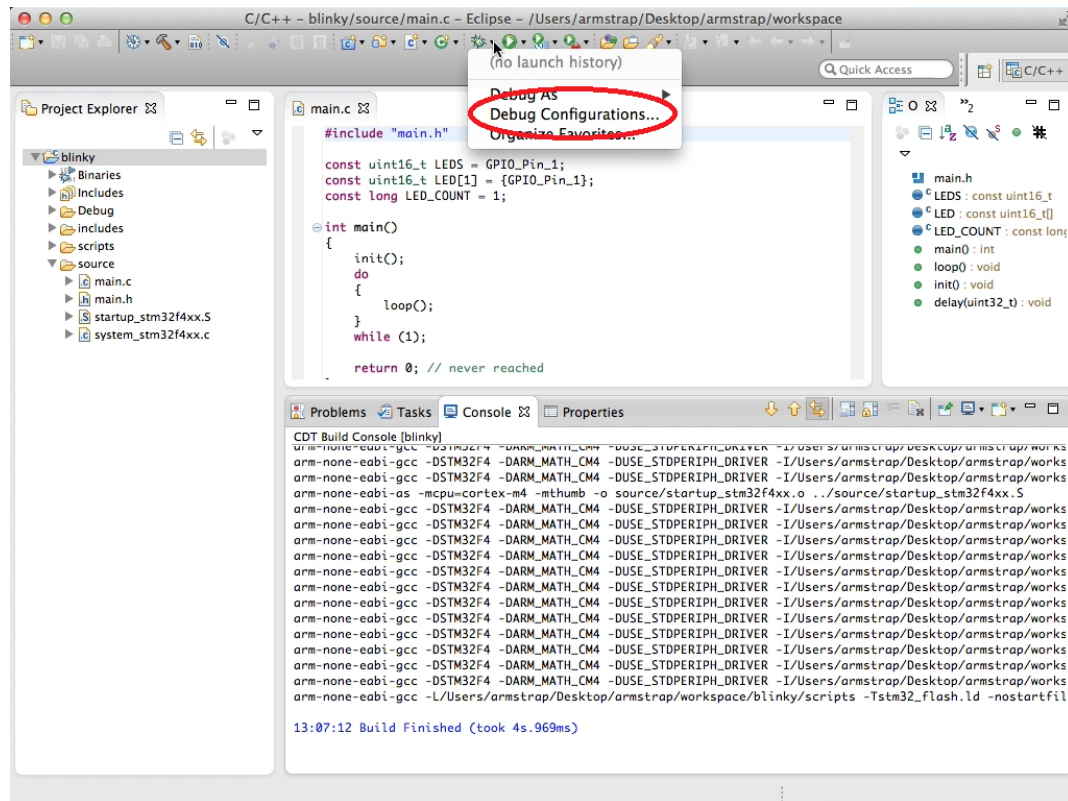 C/C++ – blinky/source/main.c – Eclipse – /Users/armstrap/Desktop/armstrap/workspace
(no launch history)
Debug As
Debug Configurations...
Organize Favorites...
Quick Access
C/C++
Project Explorer
blinky
Binaries
Includes
Debug
includes
scripts
source
main.c
main.h
startup_stm32f4xx.S
system_stm32f4xx.c
main.c
#include "main.h"
const uint16_t LEDS = GPIO_Pin_1;
const uint16_t LED[1] = {GPIO_Pin_1};
const long LED_COUNT = 1;
int main()
{
init();
do
{
loop();
}
while (1);
return 0; // never reached
O
»2
main.h
LEDS : const uint16_t
LED : const uint16_t[]
LED_COUNT : const long
main() : int
loop() : void
init() : void
delay(uint32_t) : void
Problems Tasks Console Properties
CDT Build Console [blinky]
arm-none-eabi-gcc -DSTM32F4 -DARM_MATH_CM4 -DUSE_STDPERIPH_DRIVER -I/Users/armstrap/Desktop/armstrap/works
arm-none-eabi-gcc -DSTM32F4 -DARM_MATH_CM4 -DUSE_STDPERIPH_DRIVER -I/Users/armstrap/Desktop/armstrap/works
arm-none-eabi-gcc -DSTM32F4 -DARM_MATH_CM4 -DUSE_STDPERIPH_DRIVER -I/Users/armstrap/Desktop/armstrap/works
arm-none-eabi-as -mcpu=cortex-m4 -mthumb -o source/startup_stm32f4xx.o ../source/startup_stm32f4xx.S
arm-none-eabi-gcc -DSTM32F4 -DARM_MATH_CM4 -DUSE_STDPERIPH_DRIVER -I/Users/armstrap/Desktop/armstrap/works
arm-none-eabi-gcc -DSTM32F4 -DARM_MATH_CM4 -DUSE_STDPERIPH_DRIVER -I/Users/armstrap/Desktop/armstrap/works
arm-none-eabi-gcc -DSTM32F4 -DARM_MATH_CM4 -DUSE_STDPERIPH_DRIVER -I/Users/armstrap/Desktop/armstrap/works
arm-none-eabi-gcc -DSTM32F4 -DARM_MATH_CM4 -DUSE_STDPERIPH_DRIVER -I/Users/armstrap/Desktop/armstrap/works
arm-none-eabi-gcc -DSTM32F4 -DARM_MATH_CM4 -DUSE_STDPERIPH_DRIVER -I/Users/armstrap/Desktop/armstrap/works
arm-none-eabi-gcc -DSTM32F4 -DARM_MATH_CM4 -DUSE_STDPERIPH_DRIVER -I/Users/armstrap/Desktop/armstrap/works
arm-none-eabi-gcc -DSTM32F4 -DARM_MATH_CM4 -DUSE_STDPERIPH_DRIVER -I/Users/armstrap/Desktop/armstrap/works
arm-none-eabi-gcc -DSTM32F4 -DARM_MATH_CM4 -DUSE_STDPERIPH_DRIVER -I/Users/armstrap/Desktop/armstrap/works
arm-none-eabi-gcc -DSTM32F4 -DARM_MATH_CM4 -DUSE_STDPERIPH_DRIVER -I/Users/armstrap/Desktop/armstrap/works
arm-none-eabi-gcc -DSTM32F4 -DARM_MATH_CM4 -DUSE_STDPERIPH_DRIVER -I/Users/armstrap/Desktop/armstrap/works
arm-none-eabi-gcc -DSTM32F4 -DARM_MATH_CM4 -DUSE_STDPERIPH_DRIVER -I/Users/armstrap/Desktop/armstrap/works
arm-none-eabi-gcc -DSTM32F4 -DARM_MATH_CM4 -DUSE_STDPERIPH_DRIVER -I/Users/armstrap/Desktop/armstrap/works
arm-none-eabi-gcc -L/Users/armstrap/Desktop/armstrap/workspace/blinky/scripts -Tstm32_flash.ld -nostartfil
13:07:12 Build Finished (took 4s.969ms)